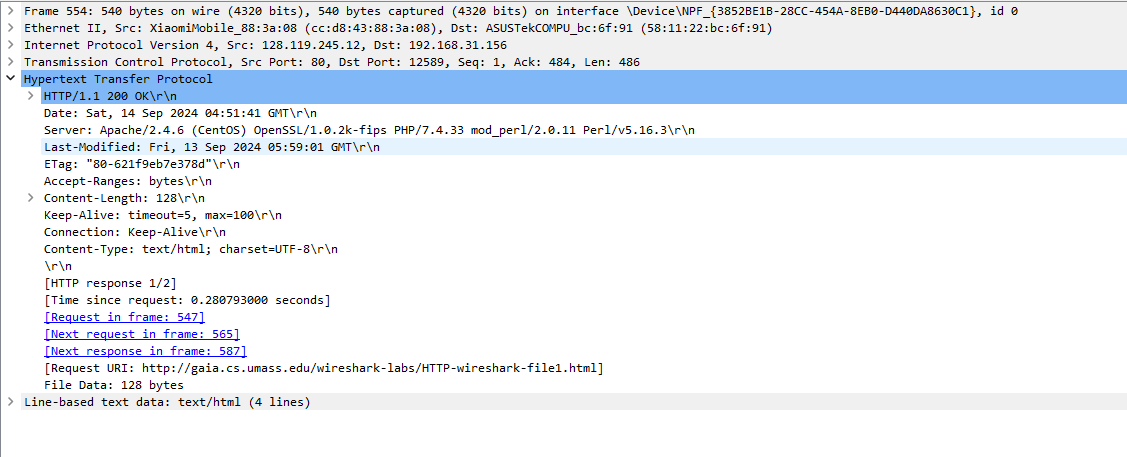 Frame 554: 540 bytes on wire (4320 bits), 540 bytes captured (4320 bits) on interface \Device\NPF_{3852BE1B-28CC-454A-8EB0-D440DA8630C1}, id 0
Ethernet II, Src: XiaomiMobile_88:3a:08 (cc:d8:43:88:3a:08), Dst: ASUSTekCOMPU_bc:6f:91 (58:11:22:bc:6f:91)
Internet Protocol Version 4, Src: 128.119.245.12, Dst: 192.168.31.156
Transmission Control Protocol, Src Port: 80, Dst Port: 12589, Seq: 1, Ack: 484, Len: 486
Hypertext Transfer Protocol
HTTP/1.1 200 OK\r\n
Date: Sat, 14 Sep 2024 04:51:41 GMT\r\n
Server: Apache/2.4.6 (CentOS) OpenSSL/1.0.2k-fips PHP/7.4.33 mod_perl/2.0.11 Perl/v5.16.3\r\n
Last-Modified: Fri, 13 Sep 2024 05:59:01 GMT\r\n
ETag: "80-621f9eb7e378d"\r\n
Accept-Ranges: bytes\r\n
Content-Length: 128\r\n
Keep-Alive: timeout=5, max=100\r\n
Connection: Keep-Alive\r\n
Content-Type: text/html; charset=UTF-8\r\n
\r\n
[HTTP response 1/2]
[Time since request: 0.280793000 seconds]
[Request in frame: 547]
[Next request in frame: 565]
[Next response in frame: 587]
[Request URI: http://gaia.cs.umass.edu/wireshark-labs/HTTP-wireshark-file1.html]
File Data: 128 bytes
Line-based text data: text/html (4 lines)